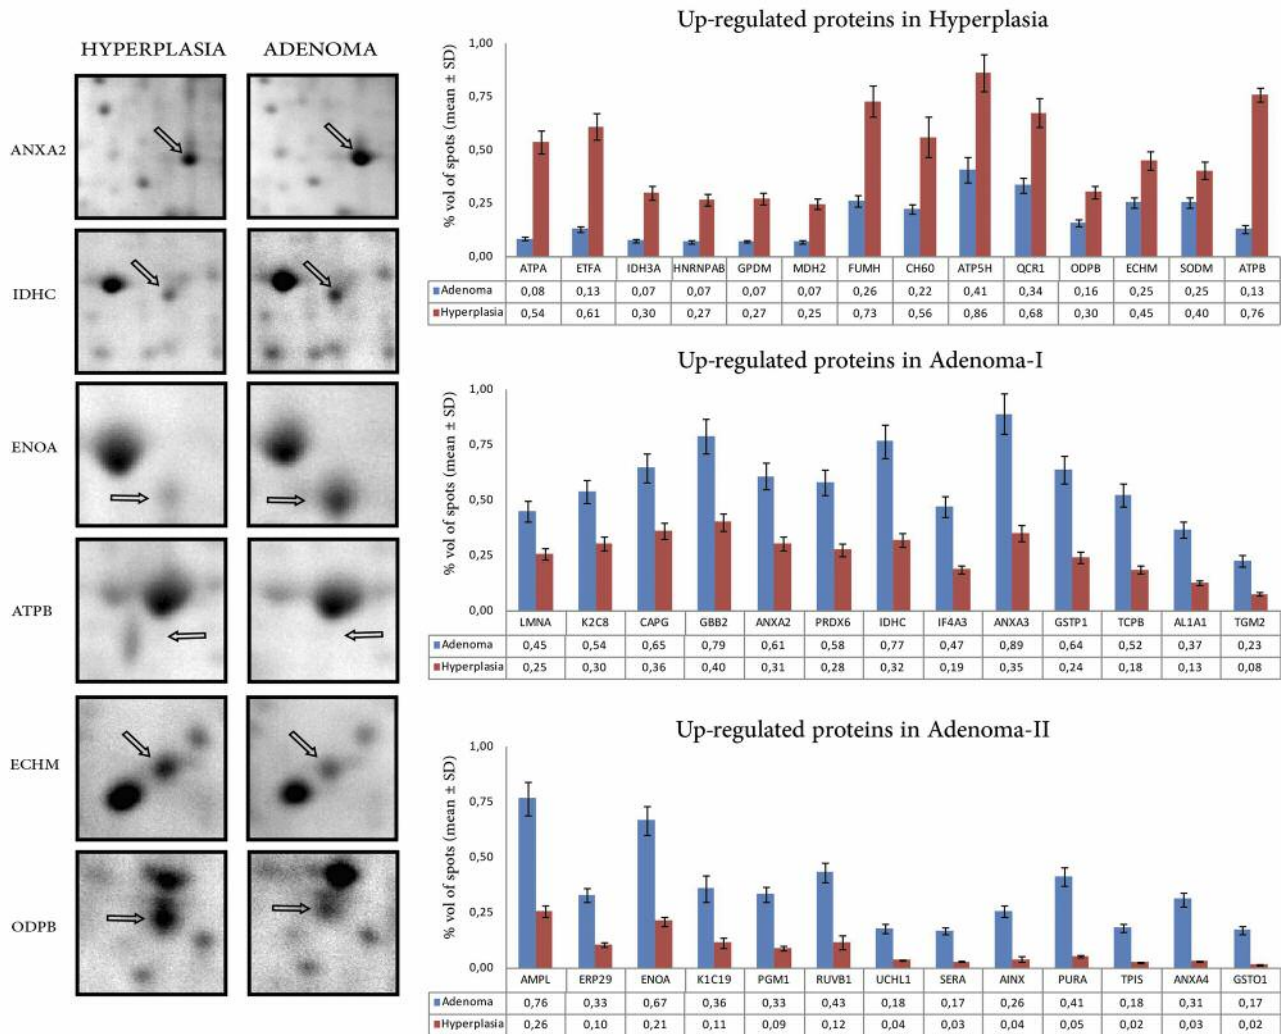 HYPERPLASIA ADENOMA
ANXA2
IDHC
ENOA
ATPB
ECHM
ODPB
Up-regulated proteins in Hyperplasia
% vol of spots (mean ± SD)
1,00
0,75
0,50
0,25
0,00
ATPA ETFA IDH3A HNRNPAB GPDM MDH2 FUMH CH60 ATP5H QCR1 ODPB ECHM SODM ATPB
Adenoma 0,08 0,13 0,07 0,07 0,07 0,07 0,26 0,22 0,41 0,34 0,16 0,25 0,25 0,13
Hyperplasia 0,54 0,61 0,30 0,27 0,27 0,25 0,73 0,56 0,86 0,68 0,30 0,45 0,40 0,76
Up-regulated proteins in Adenoma-I
% vol of spots (mean ± SD)
1,00
0,75
0,50
0,25
0,00
LMNA K2C8 CAPG GBB2 ANXA2 PRDX6 IDHC IF4A3 ANXA3 GSTP1 TCPB AL1A1 TGM2
Adenoma 0,45 0,54 0,65 0,79 0,61 0,58 0,77 0,47 0,89 0,64 0,52 0,37 0,23
Hyperplasia 0,25 0,30 0,36 0,40 0,31 0,28 0,32 0,19 0,35 0,24 0,18 0,13 0,08
Up-regulated proteins in Adenoma-II
% vol of spots (mean ± SD)
1,00
0,75
0,50
0,25
0,00
AMPL ERP29 ENOA K1C19 PGM1 RUVB1 UCHL1 SERA AINX PURA TPIS ANXA4 GSTO1
Adenoma 0,76 0,33 0,67 0,36 0,33 0,43 0,18 0,17 0,26 0,41 0,18 0,31 0,17
Hyperplasia 0,26 0,10 0,21 0,11 0,09 0,12 0,04 0,03 0,04 0,05 0,02 0,03 0,02